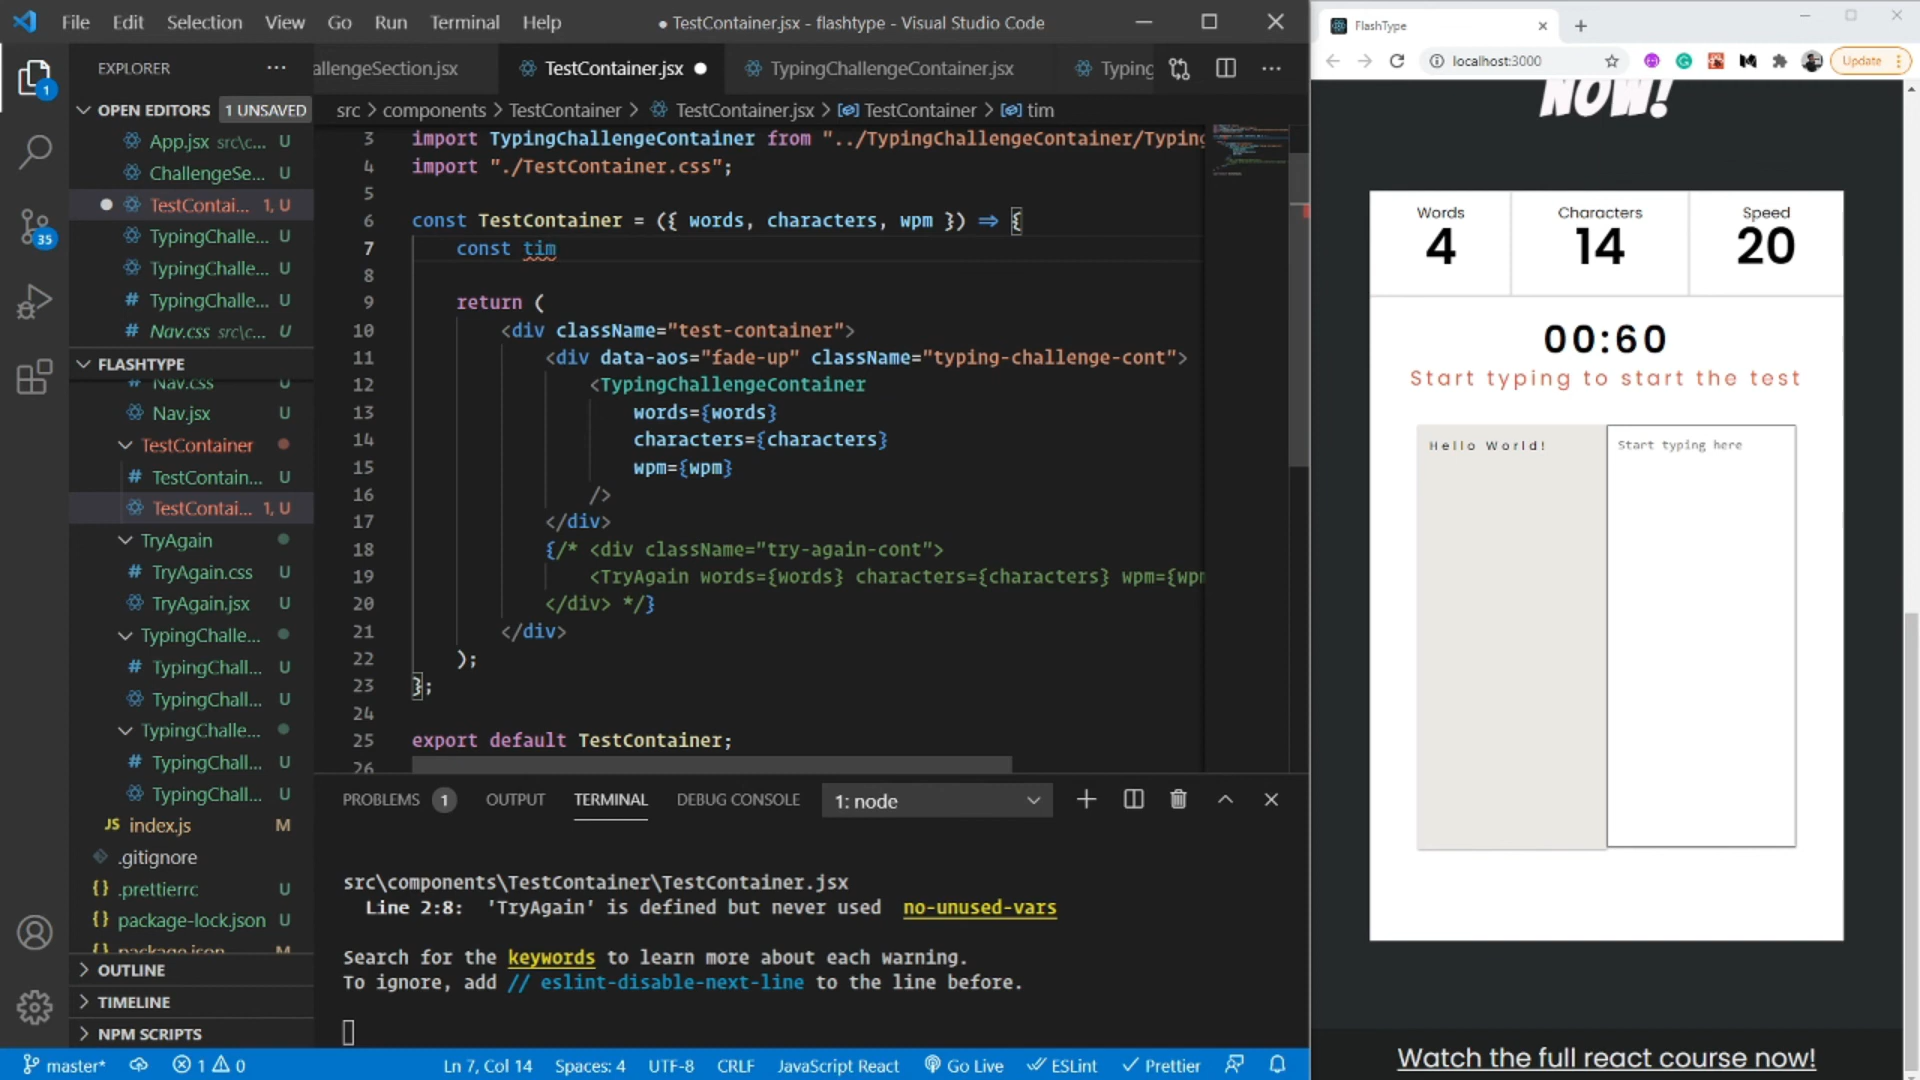 File Edit Selection View Go Run Terminal Help
● TestContainer.jsx - flashtype - Visual Studio Code
EXPLORER
OPEN EDITORS 1 UNSAVED
App.jsx src\c... U
ChallengeSe... U
TestContai... 1, U
TypingChalle... U
TypingChalle... U
TypingChalle... U
Nav.css src\c... U
FLASHTYPE
Nav.css U
Nav.jsx U
TestContainer
TestContain... U
TestContai... 1, U
TryAgain
TryAgain.css U
TryAgain.jsx U
TypingChalle...
TypingChall... U
TypingChall... U
TypingChalle...
TypingChall... U
TypingChall... U
index.js M
.gitignore
.prettierrc U
package-lock.json U
package.json M
OUTLINE
TIMELINE
NPM SCRIPTS
allengeSection.jsx TestContainer.jsx TypingChallengeContainer.jsx Typing
src > components > TestContainer > TestContainer.jsx > TestContainer > tim
3 import TypingChallengeContainer from "../TypingChallengeContainer/Typing
4 import "./TestContainer.css";
5
6 const TestContainer = ({ words, characters, wpm }) => {
7 const tim
8
9 return (
10 <div className="test-container">
11 <div data-aos="fade-up" className="typing-challenge-cont">
12 <TypingChallengeContainer
13 words={words}
14 characters={characters}
15 wpm={wpm}
16 />
17 </div>
18 {/* <div className="try-again-cont">
19 <TryAgain words={words} characters={characters} wpm={wpm
20 </div> */}
21 </div>
22 );
23 };
24
25 export default TestContainer;
26
PROBLEMS 1 OUTPUT TERMINAL DEBUG CONSOLE 1: node
src\components\TestContainer\TestContainer.jsx
Line 2:8: 'TryAgain' is defined but never used no-unused-vars
Search for the keywords to learn more about each warning.
To ignore, add // eslint-disable-next-line to the line before.
1
35
master* 1 0 Ln 7, Col 14 Spaces: 4 UTF-8 CRLF JavaScript React Go Live ESLint Prettier
FlashType
localhost:3000 Update
NOW!
Words Characters Speed
4 14 20
00:60
Start typing to start the test
Hello World! Start typing here
Watch the full react course now!